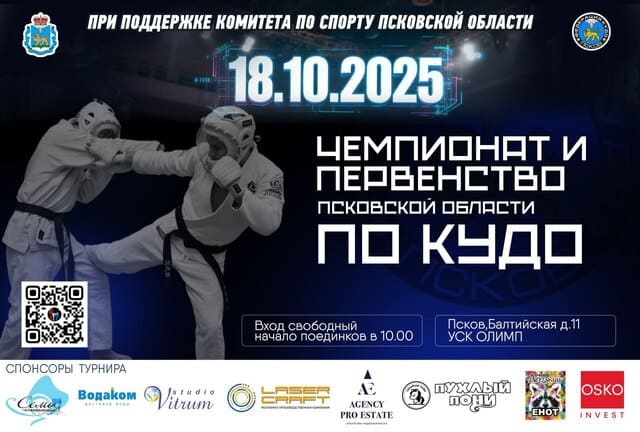 ПРИ ПОДДЕРЖКЕ КОМИТЕТА ПО СПОРТУ ПСКОВСКОЙ ОБЛАСТИ
18.10.2025
ЧЕМПИОНАТ И
ПЕРВЕНСТВО
ПСКОВСКОЙ ОБЛАСТИ
ПО КУДО
Вход свободный
начало поединков в 10.00
Псков,Балтийская д.11
УСК ОЛИМП
СПОНСОРЫ ТУРНИРА
Семь
Водаком
studio
Vitrum
LASER
CRAFT
AE
AGENCY
PRO ESTATE
ПУХЛЫЙ
ПОНИ
ЕНОТ
OSKO
INVEST